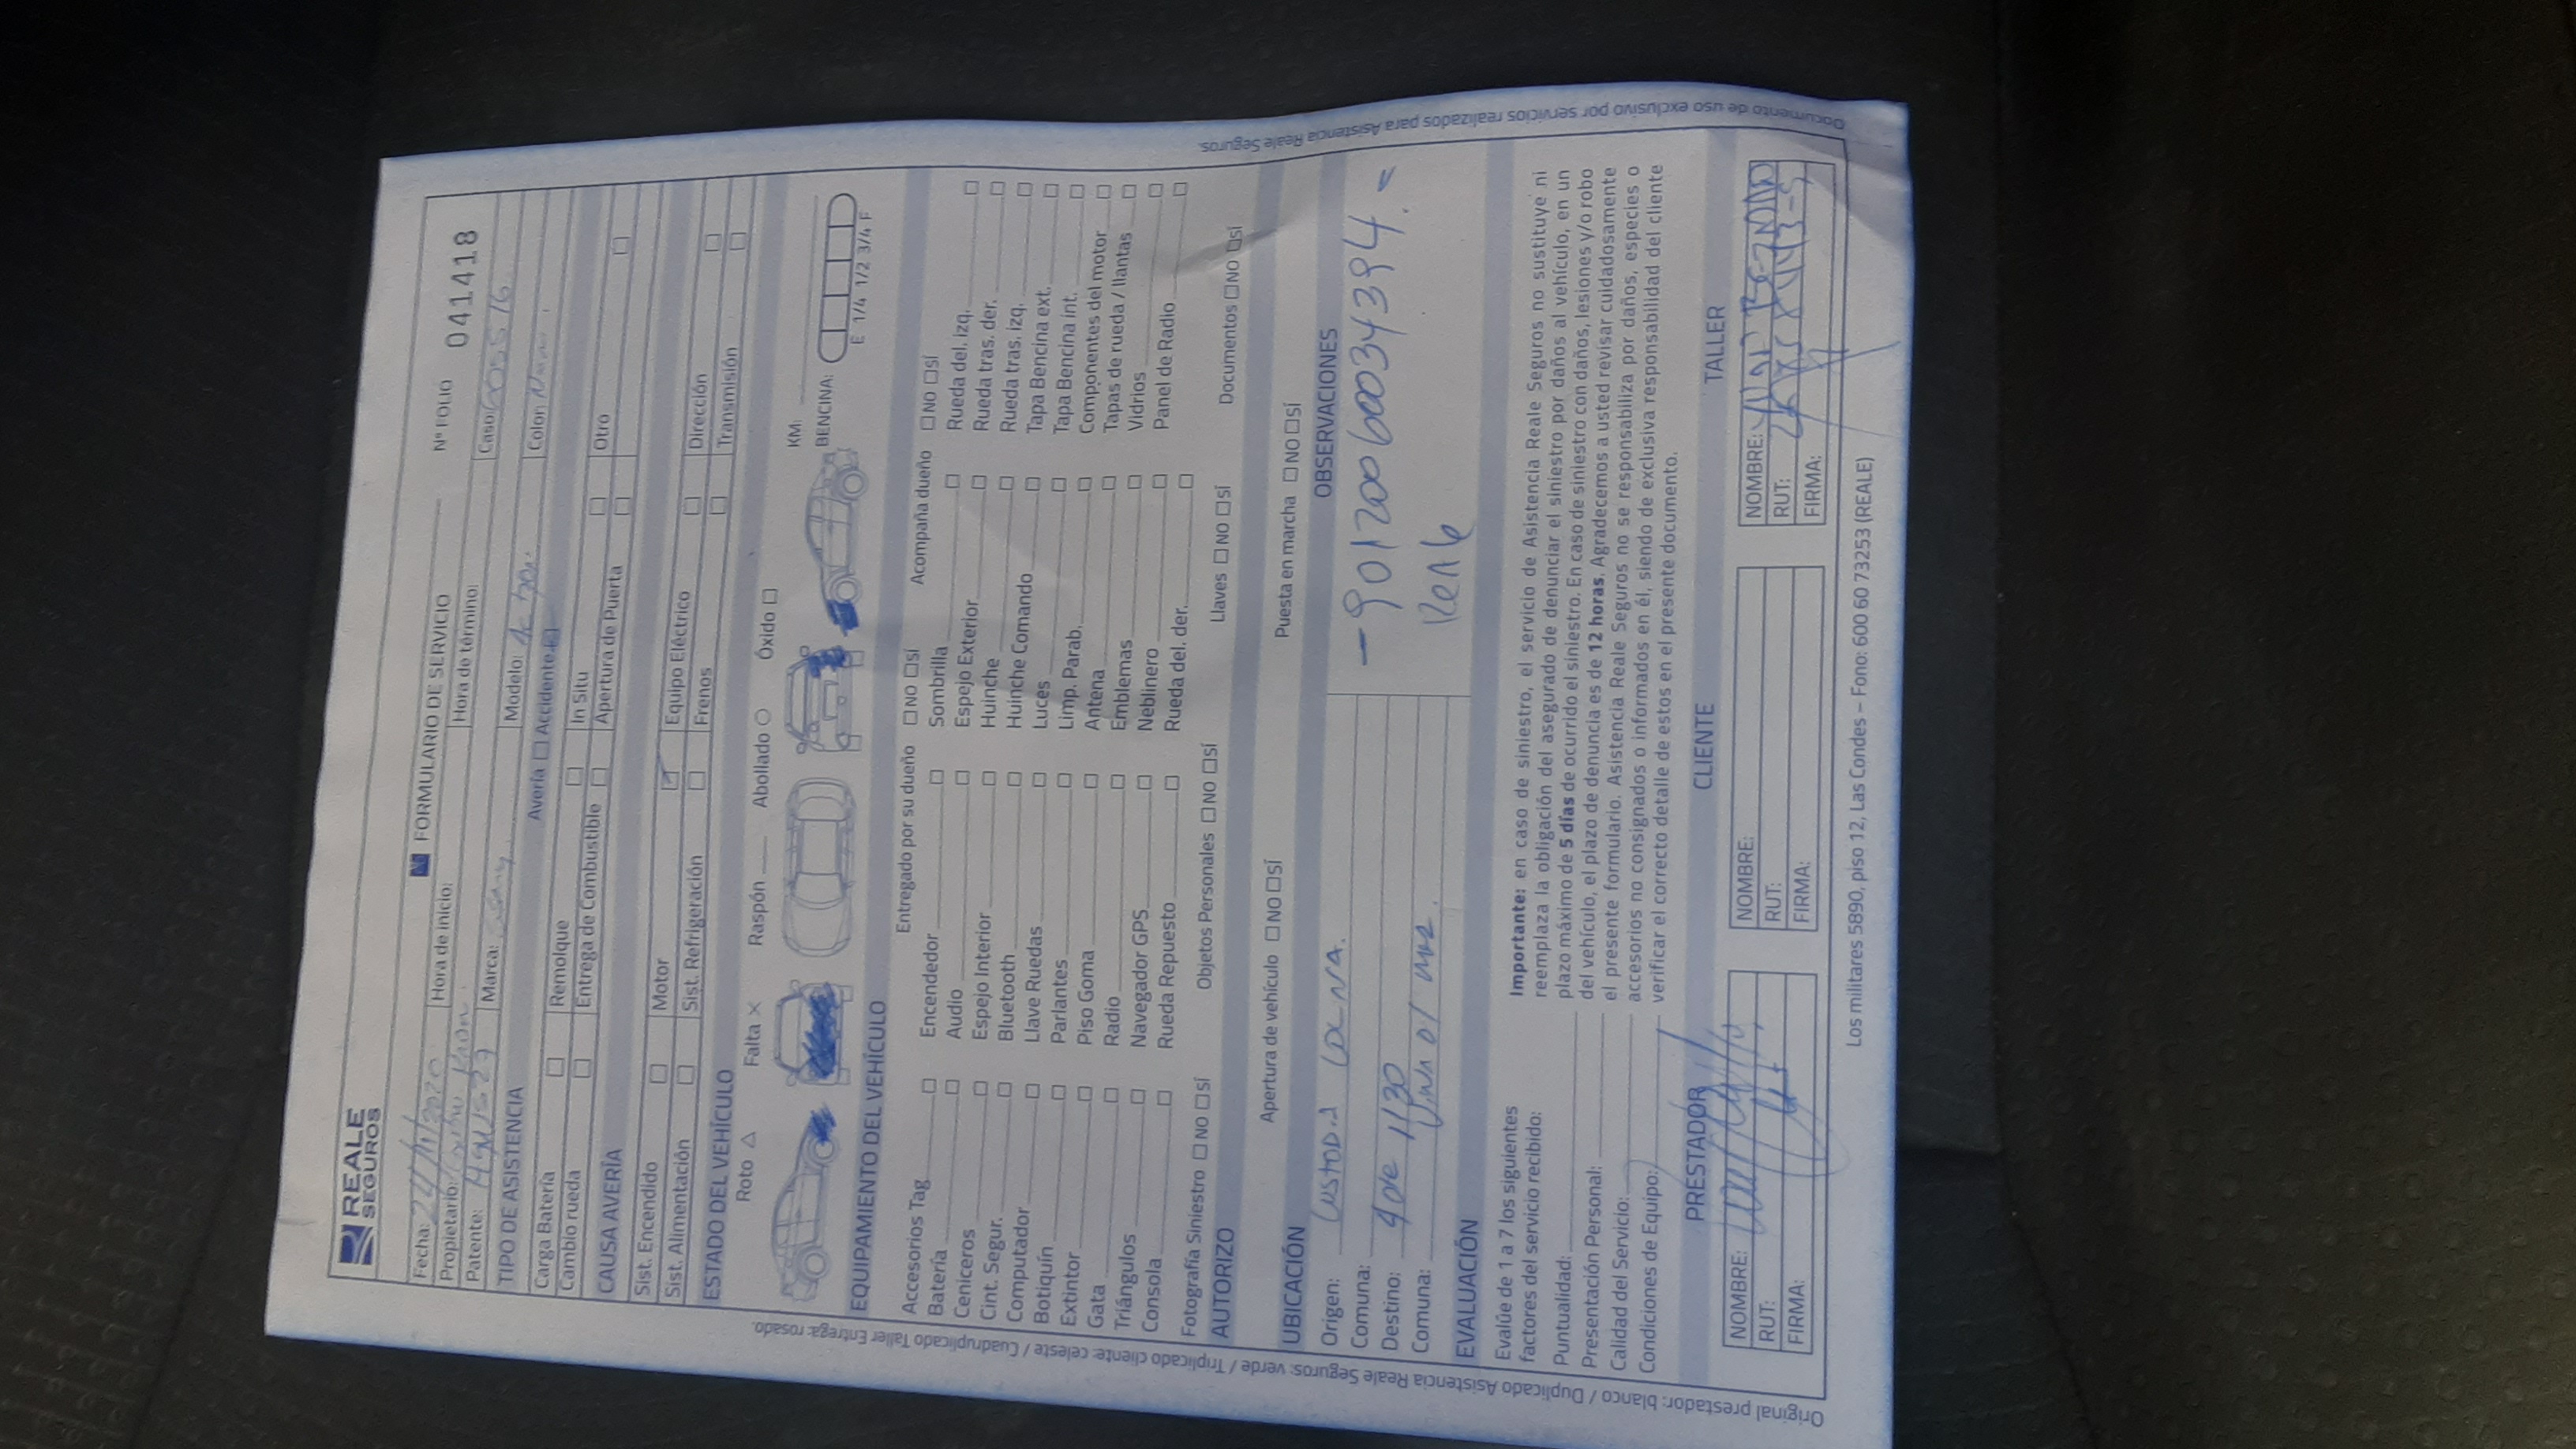 REALE
SEGUROS
FORMULARIO DE SERVICIO Nº FOLIO 041418
Fecha: 24/11/2020 Hora de inicio: Hora de término: Caso:
Propietario:
Patente: Marca: Modelo: Color:
TIPO DE ASISTENCIA Avería □ Accidente
Carga Batería □ Remolque □ In Situ □ Otro □
Cambio rueda □ Entrega de Combustible □ Apertura de Puerta □
CAUSA AVERÍA
Sist. Encendido □ Motor Equipo Eléctrico □ Dirección □
Sist. Alimentación □ Sist. Refrigeración □ Frenos □ Transmisión □
ESTADO DEL VEHÍCULO
Roto △ Falta × Raspón ___ Abollado ○ Óxido □ KM:
BENCINA:
E 1/4 1/2 3/4 F
EQUIPAMIENTO DEL VEHÍCULO
Entregado por su dueño □ NO □ SÍ Acompaña dueño □ NO □ SÍ
Accesorios Tag □ Encendedor □ Sombrilla □ Rueda del. izq. □
Batería □ Audio □ Espejo Exterior □ Rueda tras. der. □
Ceniceros □ Espejo Interior □ Huinche □ Rueda tras. izq. □
Cint. Segur. □ Bluetooth □ Huinche Comando □ Tapa Bencina ext. □
Computador □ Llave Ruedas □ Luces □ Tapa Bencina int. □
Botiquín □ Parlantes □ Limp. Parab. □ Componentes del motor □
Extintor □ Piso Goma □ Antena □ Tapas de rueda / llantas □
Gata □ Radio □ Emblemas □ Vidrios □
Triángulos □ Navegador GPS □ Neblinero □ Panel de Radio □
Consola □ Rueda Repuesto □ Rueda del. der. □
Fotografía Siniestro □ NO □ SÍ Objetos Personales □ NO □ SÍ Llaves □ NO □ SÍ Documentos □ NO □ SÍ
AUTORIZO
Apertura de vehículo □ NO □ SÍ Puesta en marcha □ NO □ SÍ
UBICACIÓN OBSERVACIONES
Origen:
Comuna:
Destino: 1130
Comuna:
EVALUACIÓN
Evalúe de 1 a 7 los siguientes
factores del servicio recibido:
Puntualidad:
Presentación Personal:
Calidad del Servicio:
Condiciones de Equipo:
Importante: en caso de siniestro, el servicio de Asistencia Reale Seguros no sustituye ni
reemplaza la obligación del asegurado de denunciar el siniestro por daños al vehículo, en un
plazo máximo de 5 días de ocurrido el siniestro. En caso de siniestro con daños, lesiones y/o robo
del vehículo, el plazo de denuncia es de 12 horas. Agradecemos a usted revisar cuidadosamente
el presente formulario. Asistencia Reale Seguros no se responsabiliza por daños, especies o
accesorios no consignados o informados en él, siendo de exclusiva responsabilidad del cliente
verificar el correcto detalle de estos en el presente documento.
PRESTADOR CLIENTE TALLER
NOMBRE: NOMBRE: NOMBRE:
RUT: RUT: RUT:
FIRMA: FIRMA: FIRMA:
Los militares 5890, piso 12, Las Condes – Fono: 600 60 73253 (REALE)
Original prestador: blanco / Duplicado Asistencia Reale Seguros: verde / Triplicado cliente: celeste / Cuadruplicado Taller Entrega: rosado.
Documento de uso exclusivo por servicios realizados para Asistencia Reale Seguros.